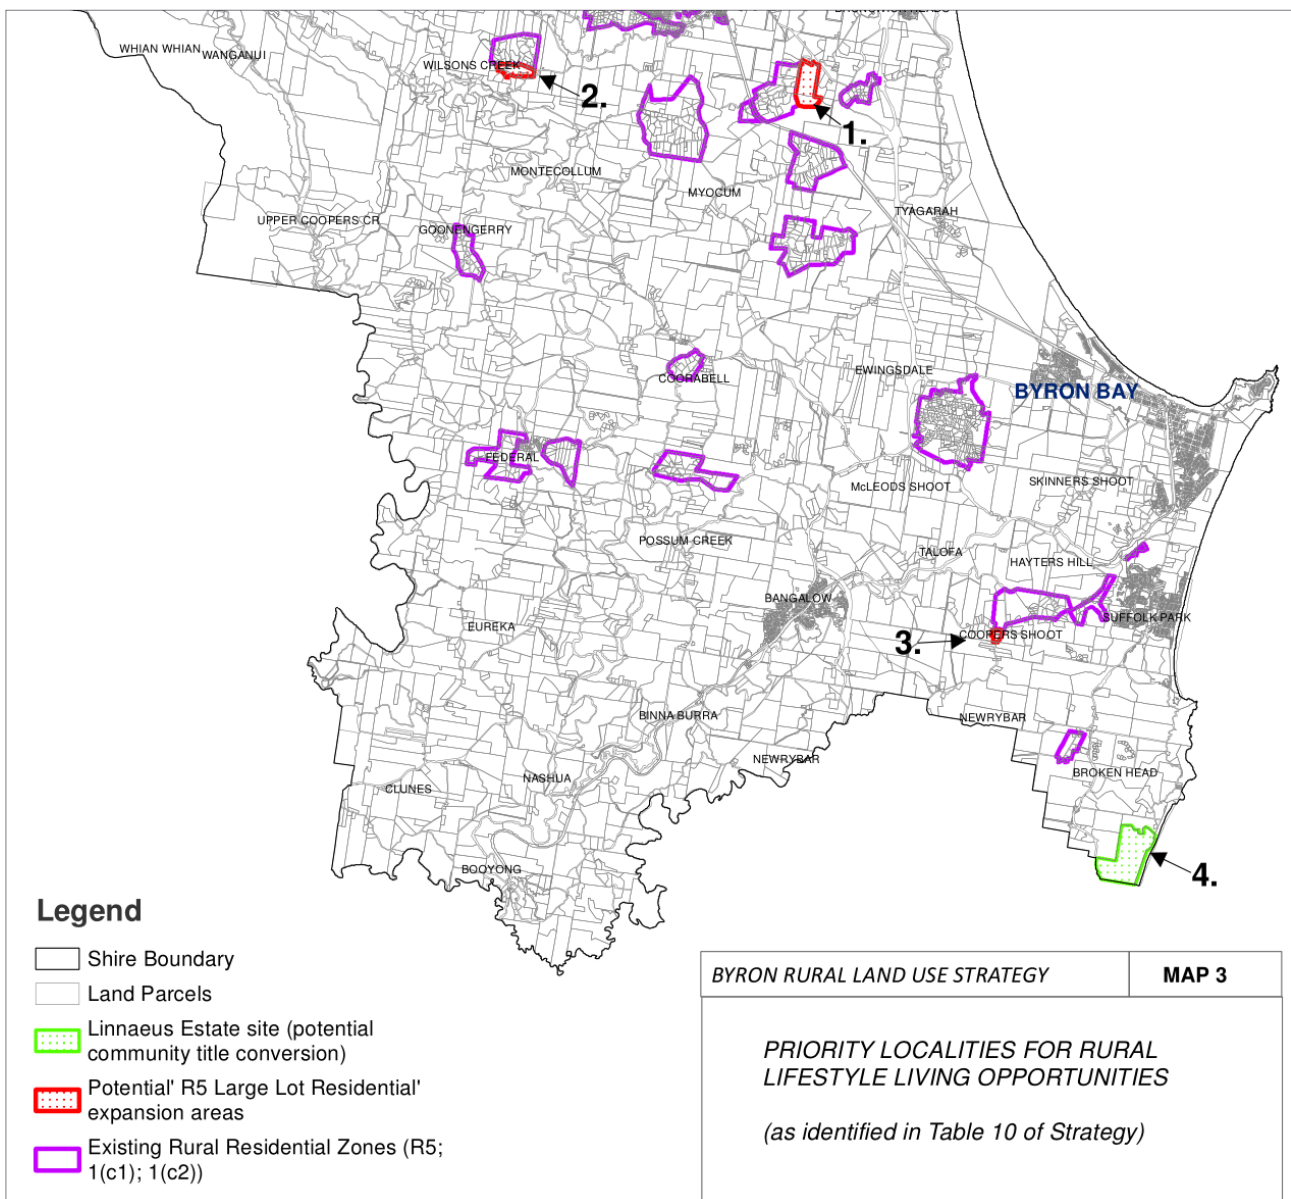 WHIAN WHIAN
WANGANUI
WILSONS CREEK
2.
1.
MONTECOLLUM
MYOCUM
UPPER COOPERS CR
GOONENGERRY
TYAGARAH
COORABELL
EWINGSDALE
BYRON BAY
FEDERAL
McLEODS SHOOT
SKINNERS SHOOT
POSSUM CREEK
TALOFA
HAYTERS HILL
BANGALOW
SUFFOLK PARK
EUREKA
3.
COOPERS SHOOT
BINNA BURRA
NEWRYBAR
NEWRYBAR
BROKEN HEAD
NASHUA
CLUNES
BOOYONG
4.
Legend
Shire Boundary
Land Parcels
Linnaeus Estate site (potential
community title conversion)
Potential' R5 Large Lot Residential'
expansion areas
Existing Rural Residential Zones (R5;
1(c1); 1(c2))
BYRON RURAL LAND USE STRATEGY
MAP 3
PRIORITY LOCALITIES FOR RURAL
LIFESTYLE LIVING OPPORTUNITIES
(as identified in Table 10 of Strategy)